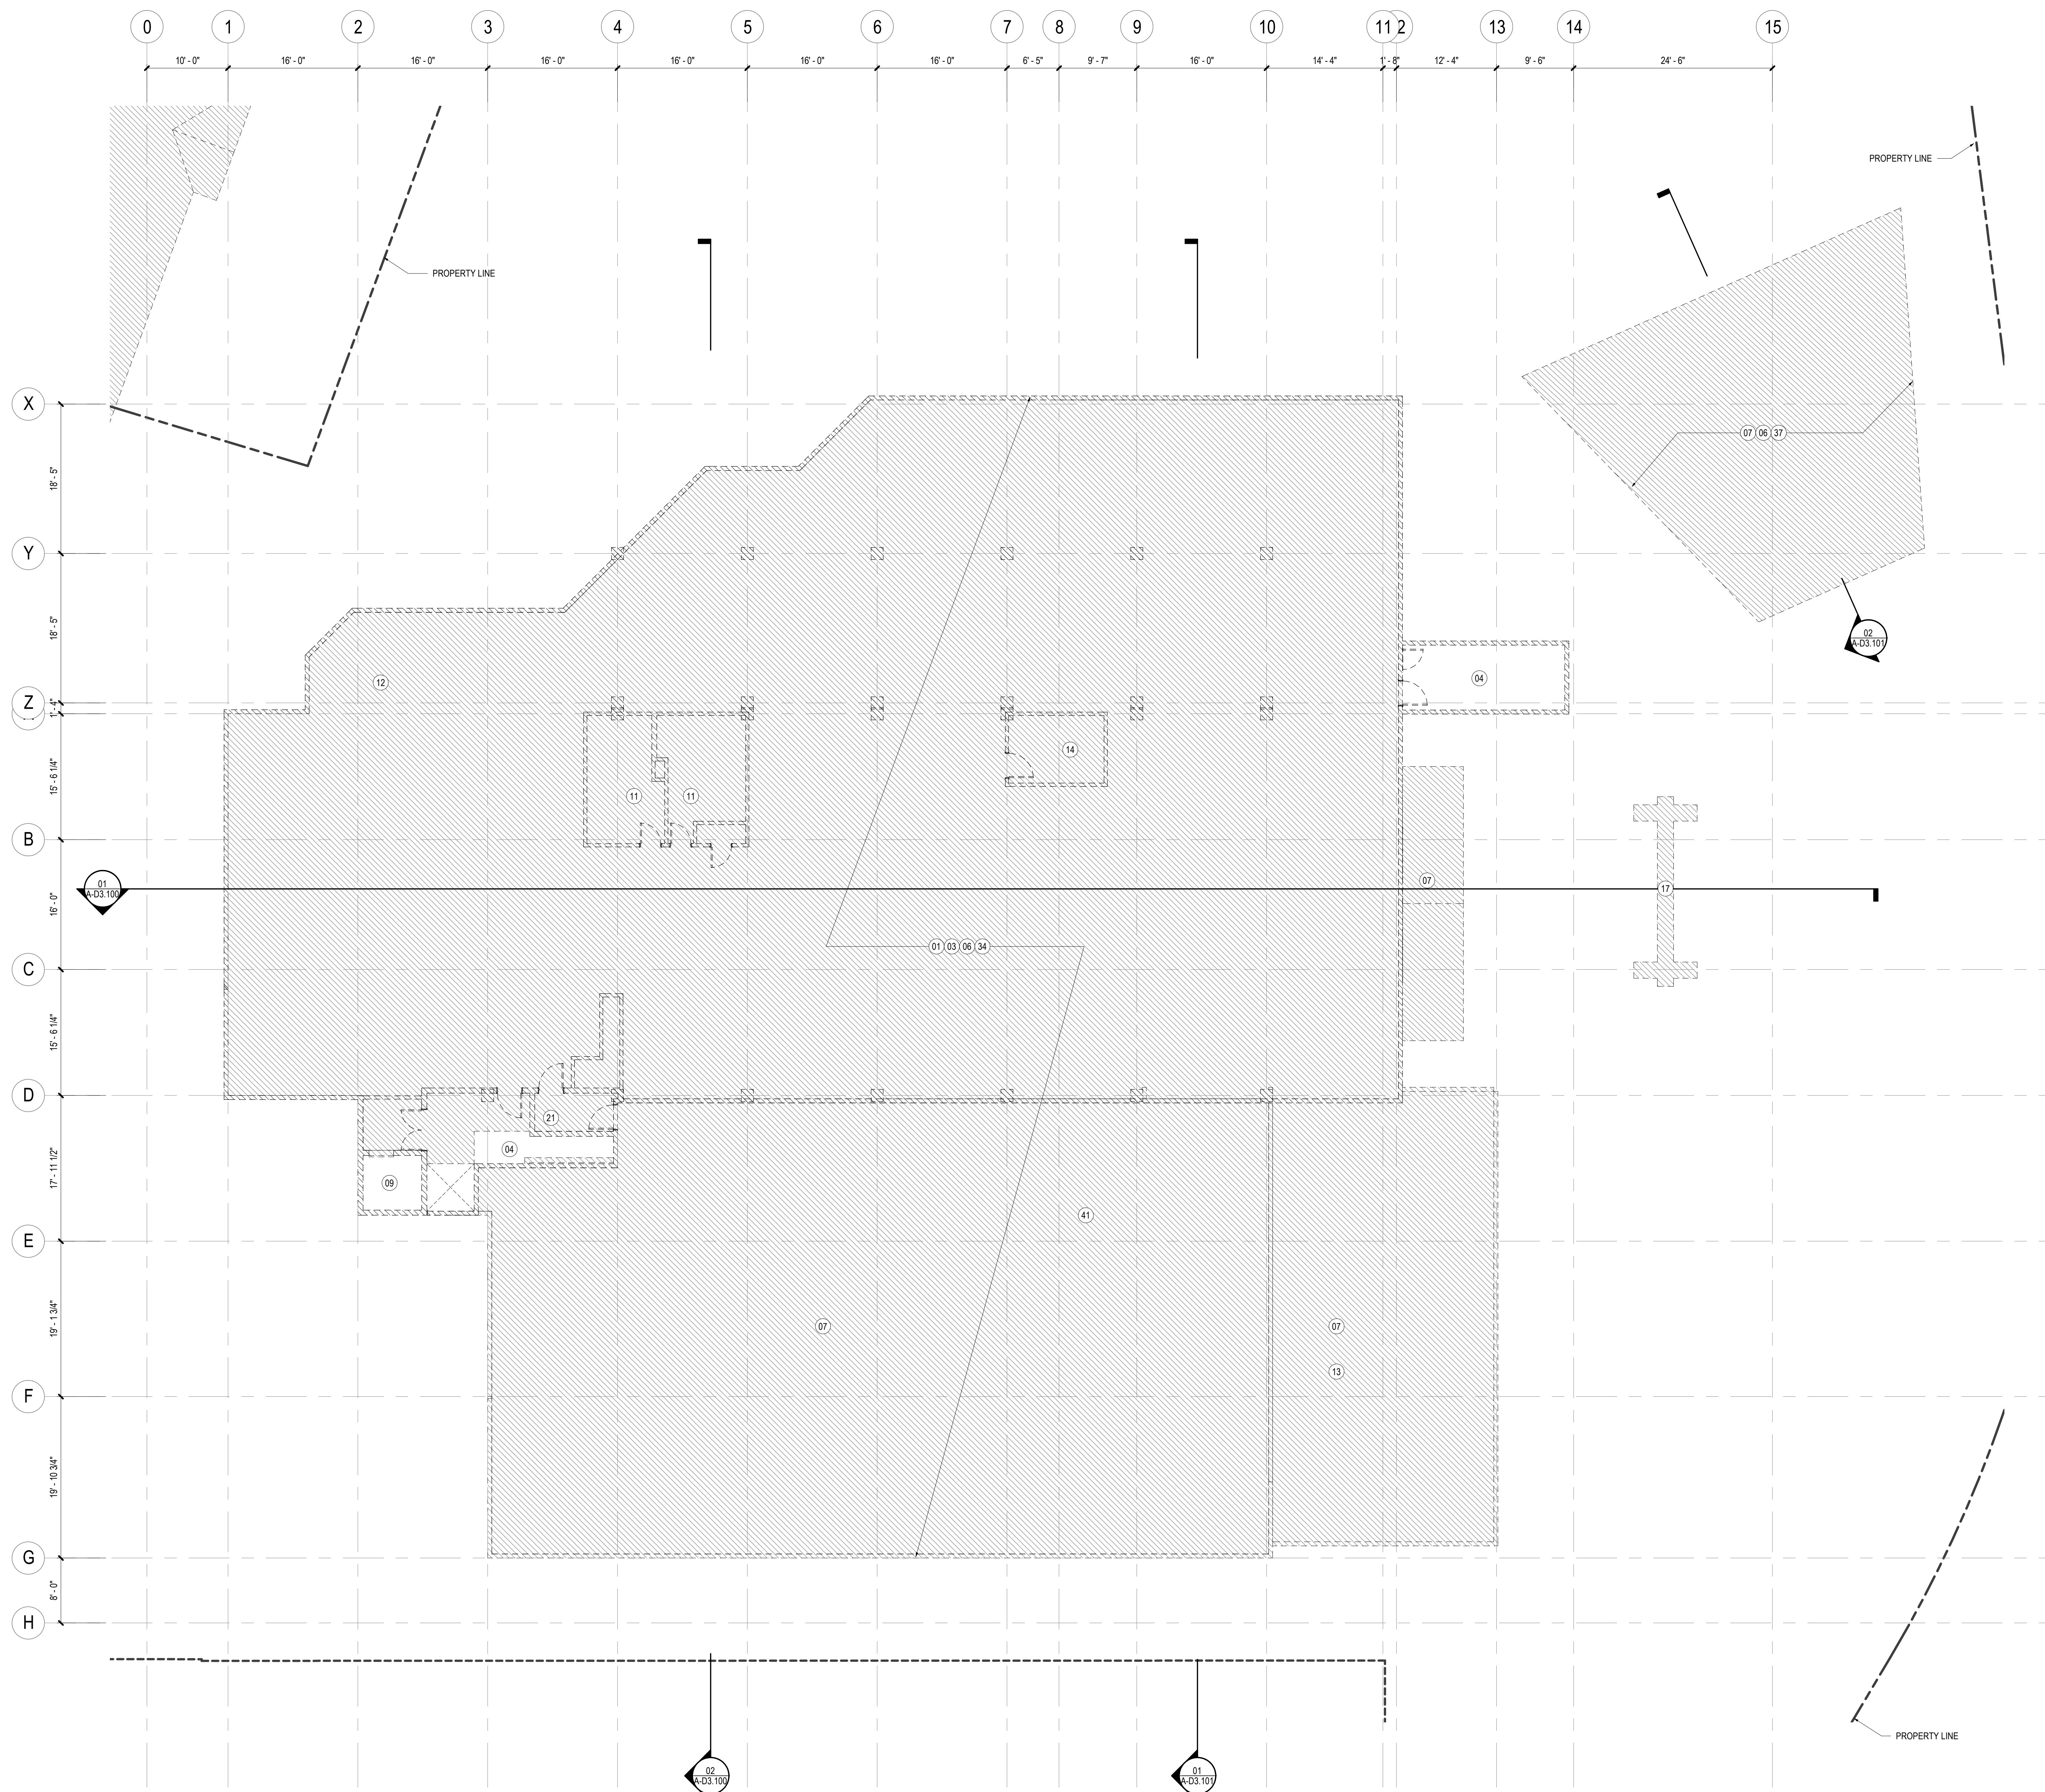 0 1 2 3 4 5 6 7 8 9 10 11 2 13 14 15
10' - 0" 16' - 0" 16' - 0" 16' - 0" 16' - 0" 16' - 0" 16' - 0" 6' - 5" 9' - 7" 16' - 0" 14' - 4" 1' - 8" 12' - 4" 9' - 6" 24' - 6"
PROPERTY LINE
PROPERTY LINE
X
07 06 37
18' - 5"
Y
18' - 5"
02
A-D3.101
12
04
Z
1' - 4"
14
15' - 6 1/4"
11 11
B
07
01
A-D3.100
17
16' - 0"
01 03 06 34
C
15' - 6 1/4"
D
21
04
17' - 11 1/2"
09
41
E
19' - 1 3/4"
07
07
13
F
19' - 10 3/4"
G
8' - 0"
H
PROPERTY LINE
02
A-D3.100
01
A-D3.101